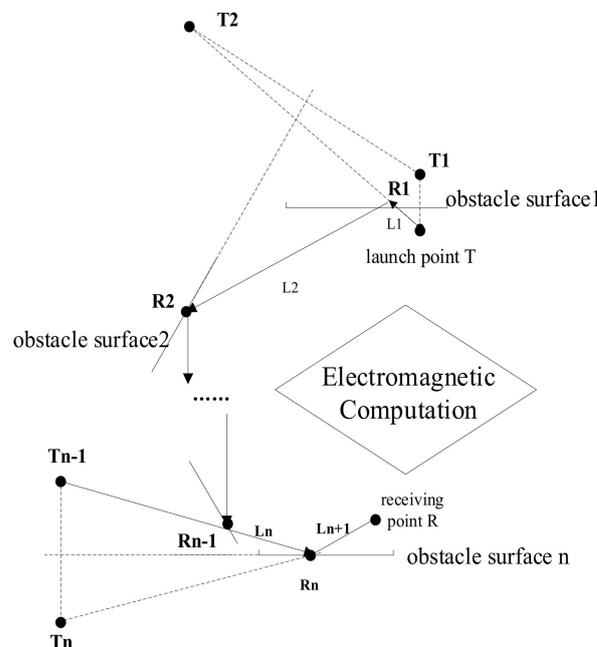 T2
T1
R1
obstacle surface1
L1
launch point T
L2
R2
obstacle surface2
Electromagnetic
Computation
......
Tn-1
receiving
point R
Ln+1
Ln
Rn-1
obstacle surface n
Rn
Tn